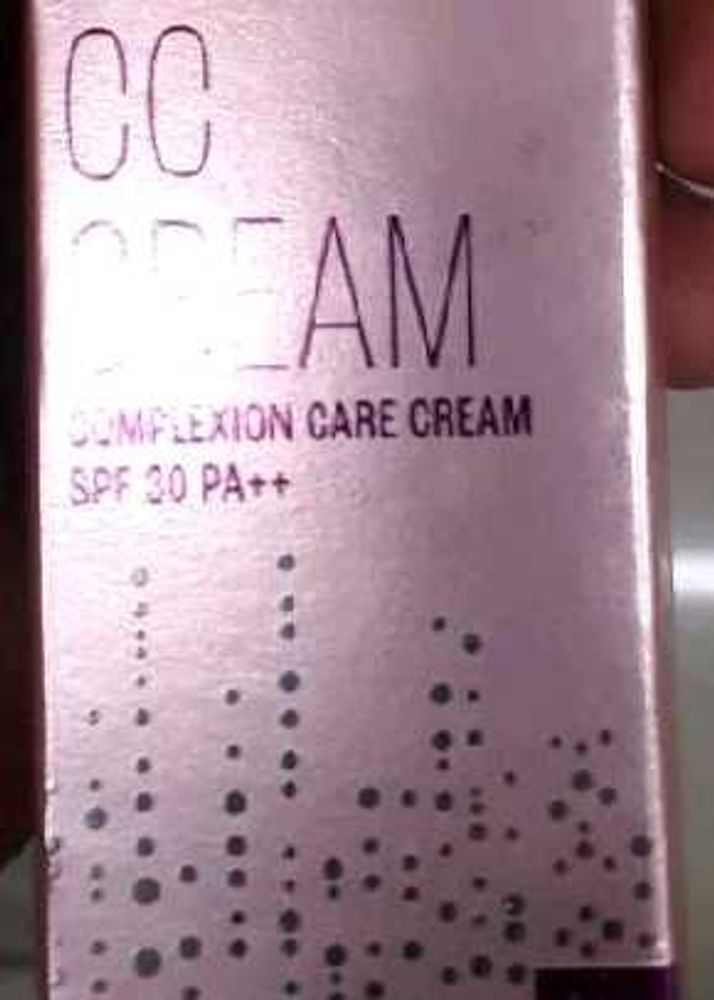 CC
CREAM
COMPLEXION CARE CREAM
SPF 30 PA++